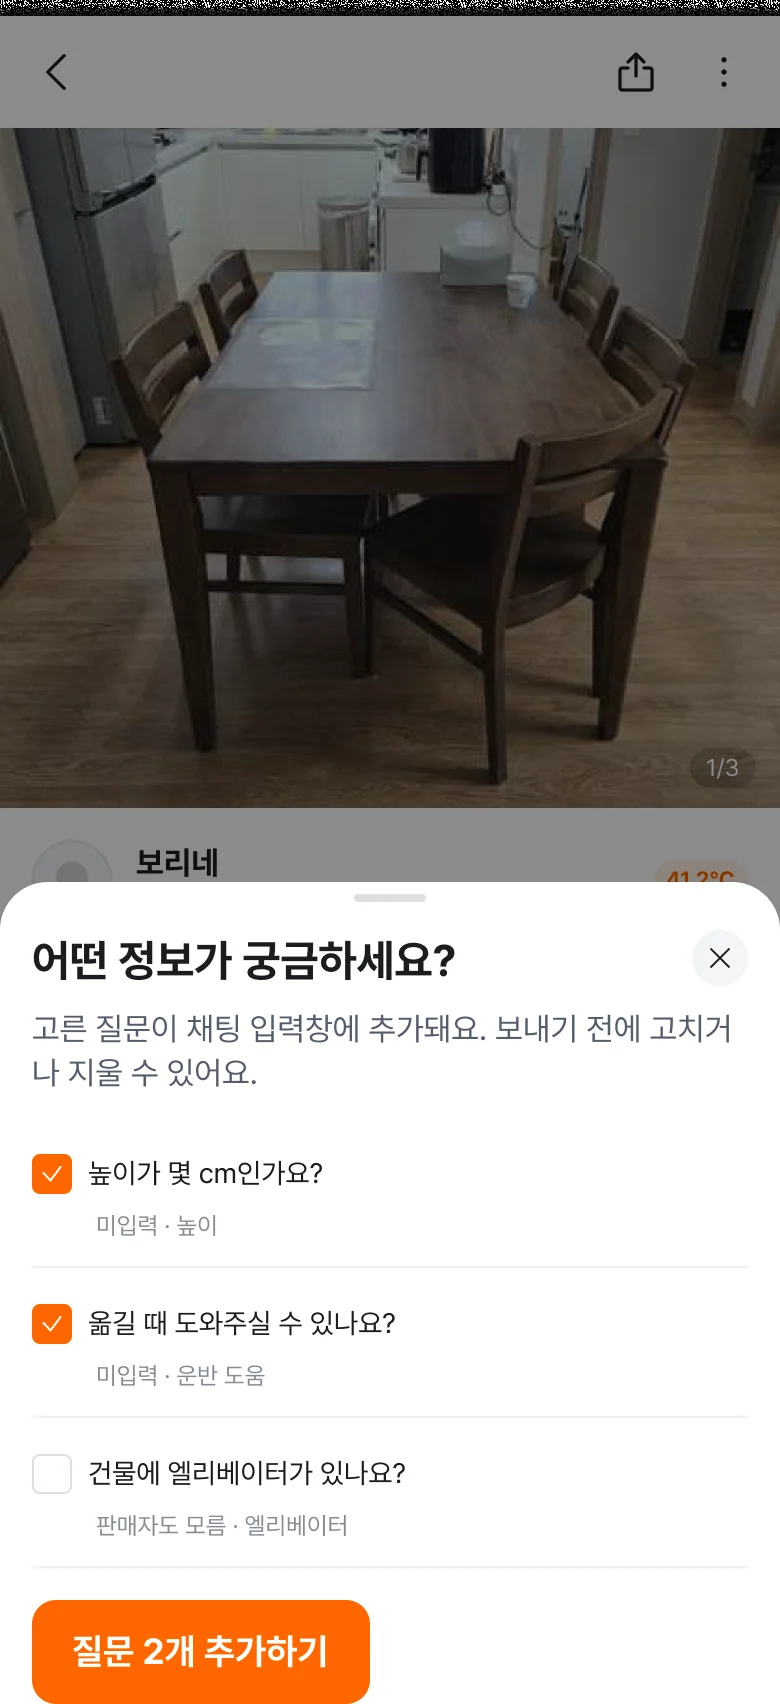 1/3
보리네
41.2°C
어떤 정보가 궁금하세요?
고른 질문이 채팅 입력창에 추가돼요. 보내기 전에 고치거
나 지울 수 있어요.
높이가 몇 cm인가요?
미입력 · 높이
옮길 때 도와주실 수 있나요?
미입력 · 운반 도움
건물에 엘리베이터가 있나요?
판매자도 모름 · 엘리베이터
질문 2개 추가하기